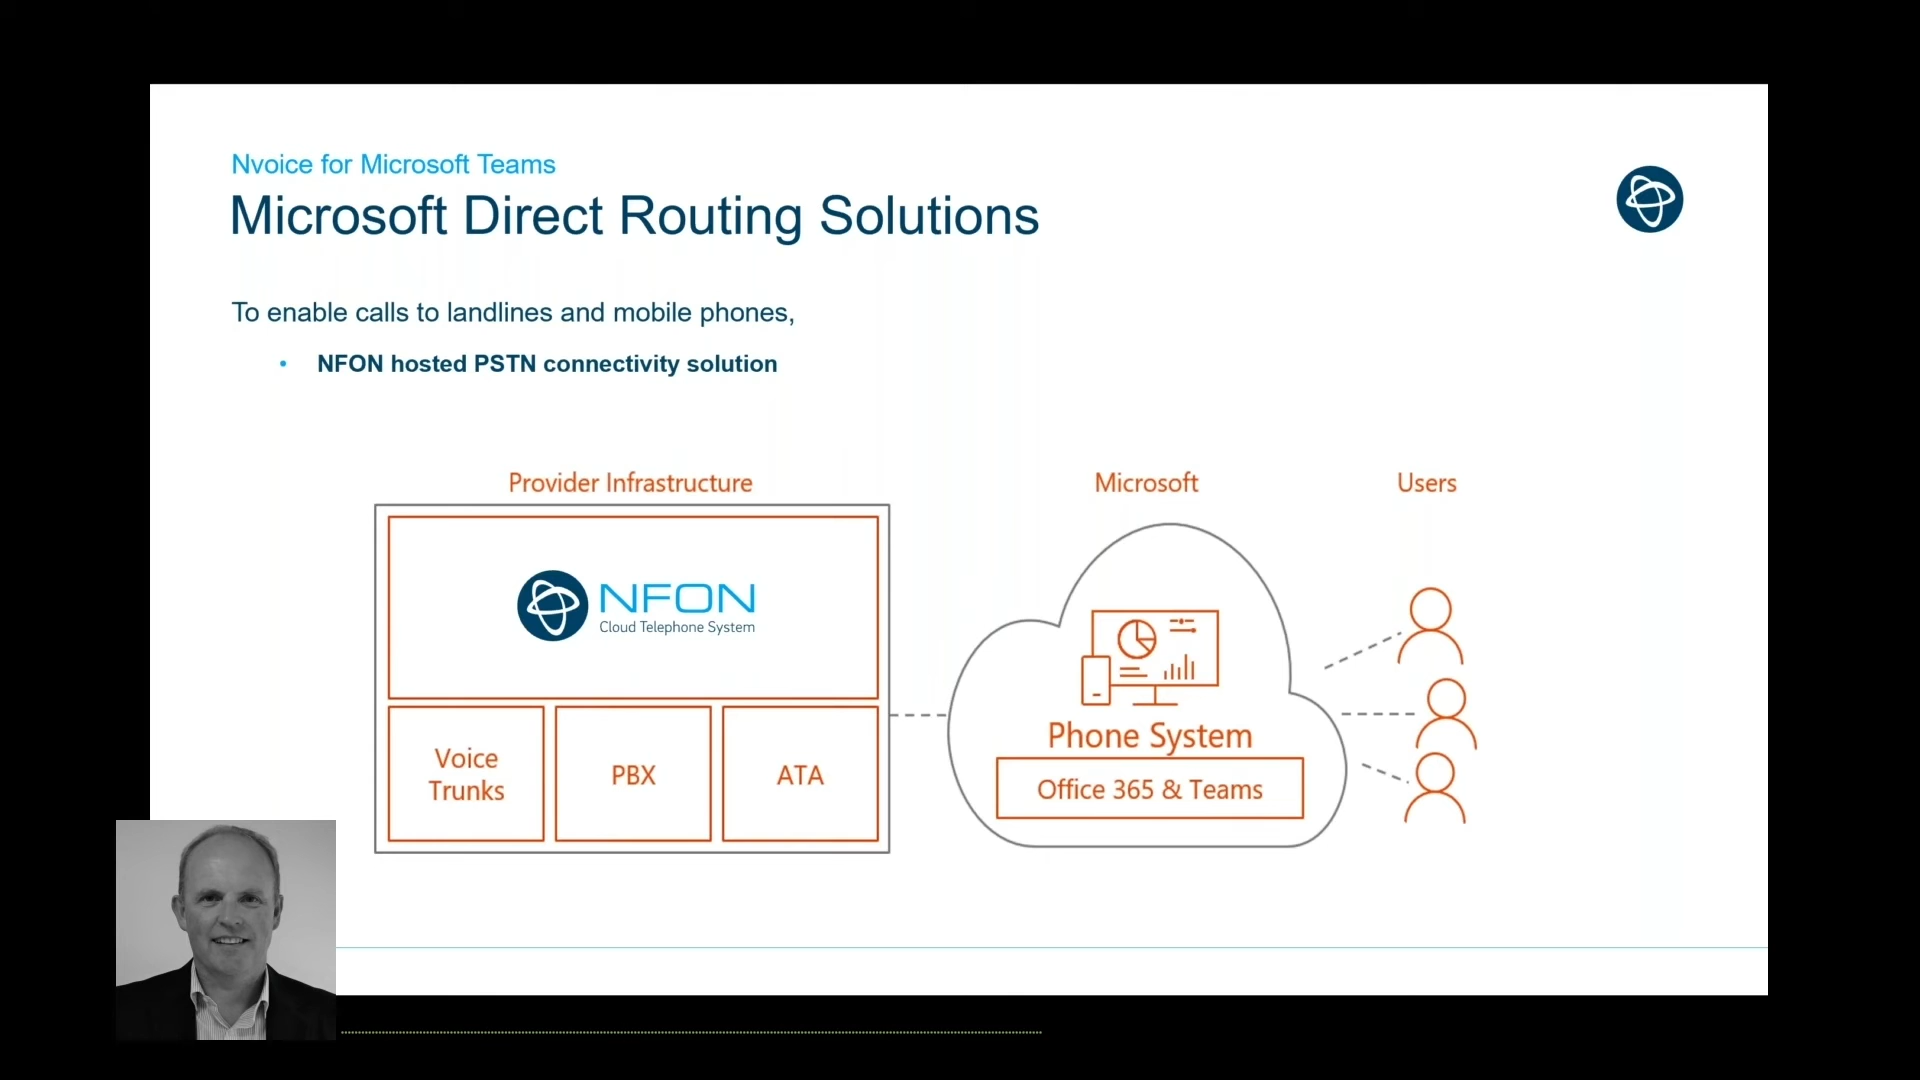 Nvoice for Microsoft Teams
Microsoft Direct Routing Solutions
To enable calls to landlines and mobile phones,
• NFON hosted PSTN connectivity solution
Provider Infrastructure
Microsoft
Users
NFON
Cloud Telephone System
Voice
Trunks
PBX
ATA
Phone System
Office 365 & Teams